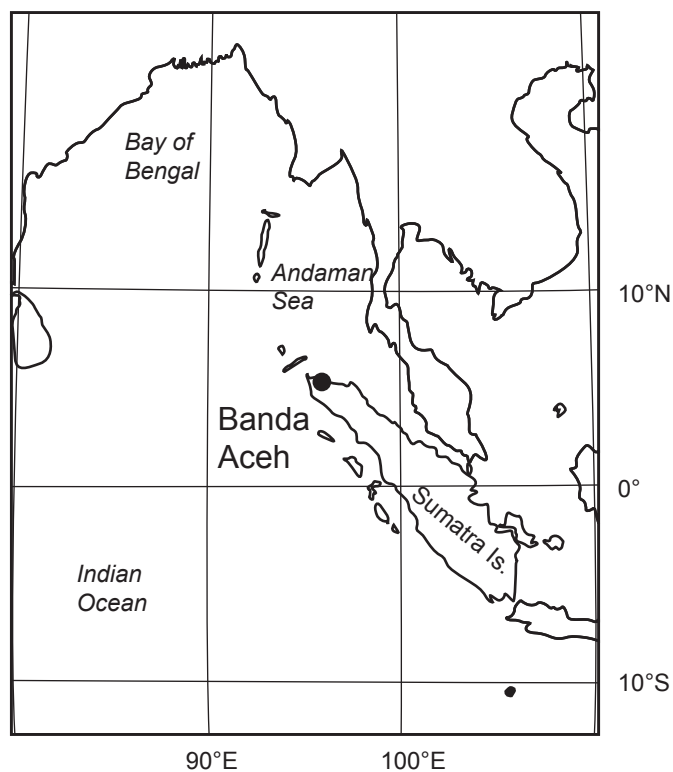 Bay of
Bengal
Andaman
Sea
10°N
Banda
Aceh
0°
Sumatra Is.
Indian
Ocean
10°S
90°E
100°E